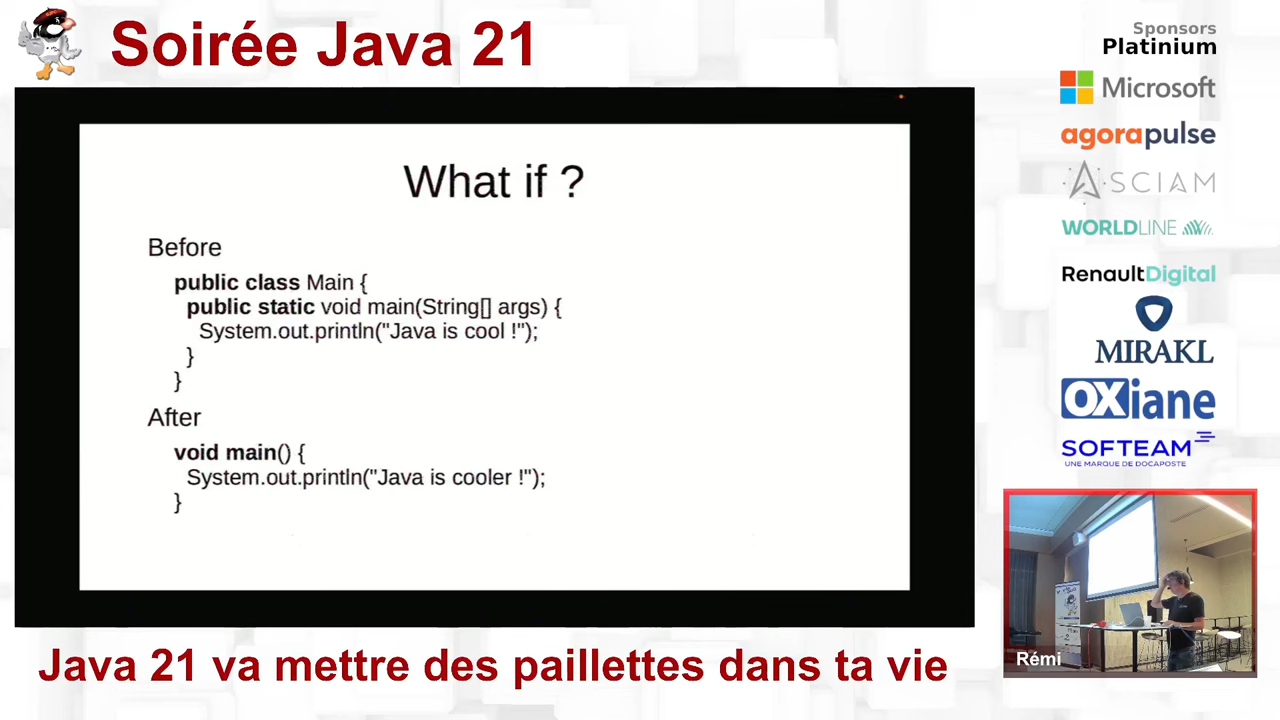 Soirée Java 21
What if ?
Before
public class Main {
public static void main(String[] args) {
System.out.println("Java is cool !");
}
}
After
void main() {
System.out.println("Java is cooler !");
}
Java 21 va mettre des paillettes dans ta vie
Sponsors
Platinium
Microsoft
agorapulse
ASCIAM
WORLDLINE
RenaultDigital
MIRAKL
OXiane
SOFTEAM
UNE MARQUE DE DOCAPOSTE
Rémi